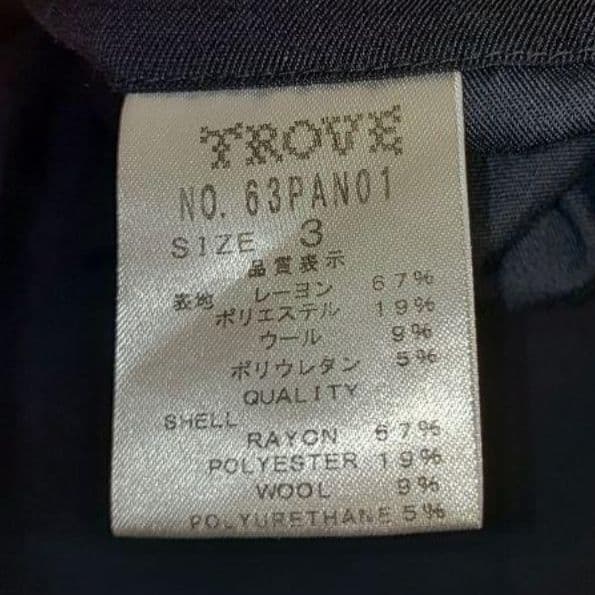 TROVE
NO. 63PAN01
SIZE 3
品質表示
表地 レーヨン 67%
ポリエステル 19%
ウール 9%
ポリウレタン 5%
QUALITY
SHELL
RAYON 67%
POLYESTER 19%
WOOL 9%
POLYURETHANE 5%